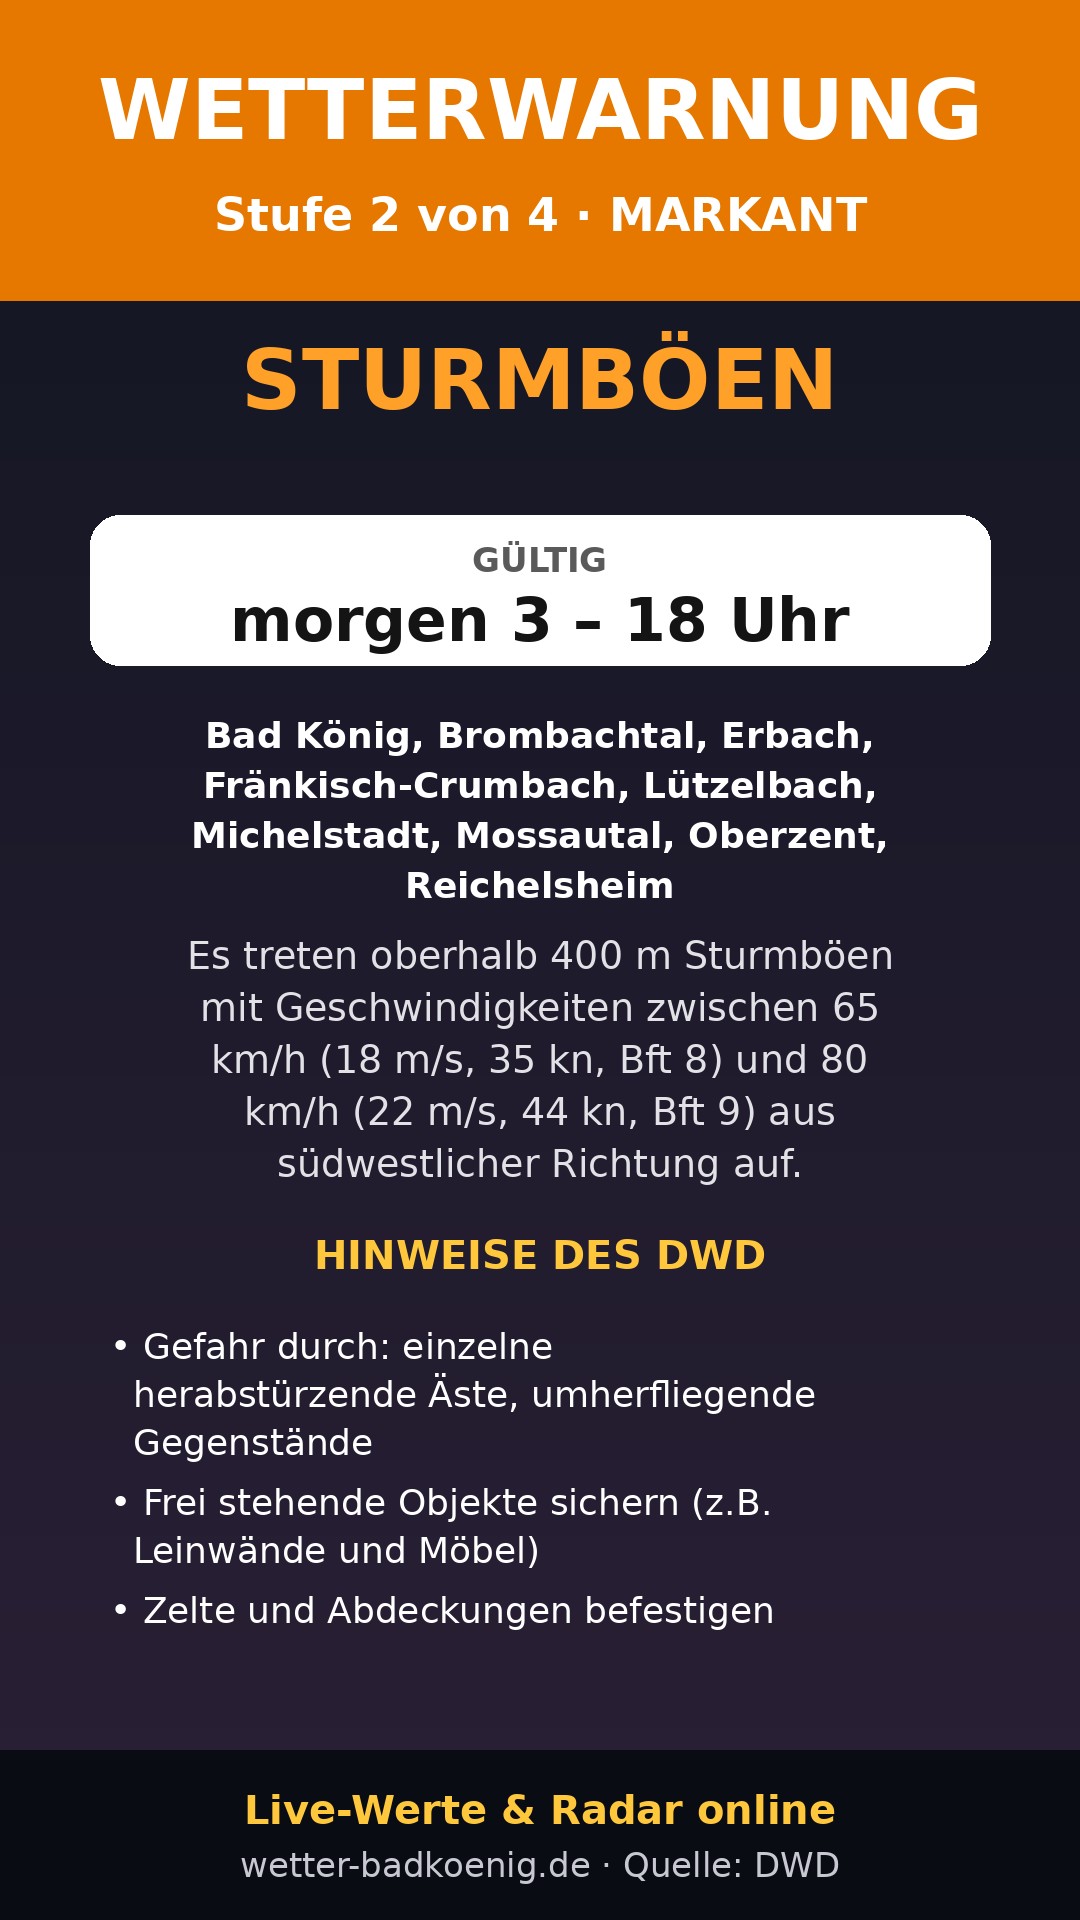 WETTERWARNUNG
Stufe 2 von 4 · MARKANT
STURMBÖEN
GÜLTIG
morgen 3 – 18 Uhr
Bad König, Brombachtal, Erbach,
Fränkisch-Crumbach, Lützelbach,
Michelstadt, Mossautal, Oberzent,
Reichelsheim
Es treten oberhalb 400 m Sturmböen
mit Geschwindigkeiten zwischen 65
km/h (18 m/s, 35 kn, Bft 8) und 80
km/h (22 m/s, 44 kn, Bft 9) aus
südwestlicher Richtung auf.
HINWEISE DES DWD
• Gefahr durch: einzelne
herabstürzende Äste, umherfliegende
Gegenstände
• Frei stehende Objekte sichern (z.B.
Leinwände und Möbel)
• Zelte und Abdeckungen befestigen
Live-Werte & Radar online
wetter-badkoenig.de · Quelle: DWD